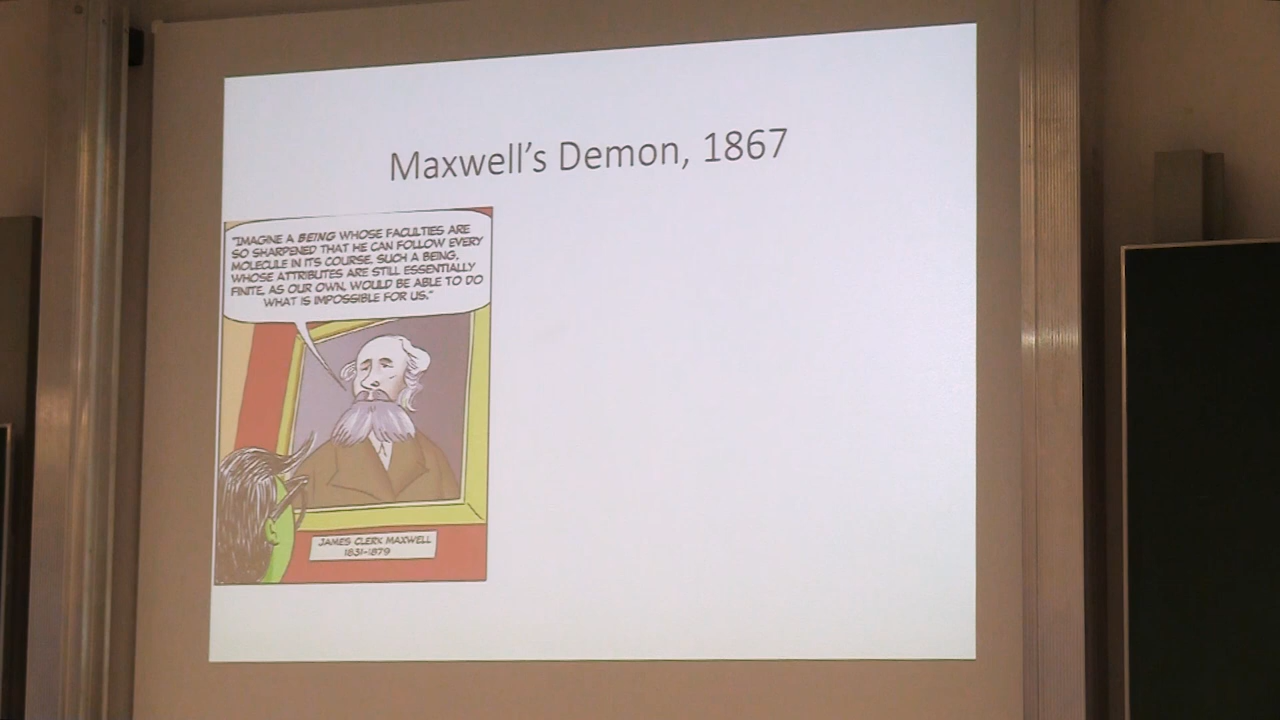 Maxwell's Demon, 1867
"IMAGINE A BEING WHOSE FACULTIES ARE
SO SHARPENED THAT HE CAN FOLLOW EVERY
MOLECULE IN ITS COURSE. SUCH A BEING,
WHOSE ATTRIBUTES ARE STILL ESSENTIALLY
FINITE, AS OUR OWN, WOULD BE ABLE TO DO
WHAT IS IMPOSSIBLE FOR US."
JAMES CLERK MAXWELL
1831-1879